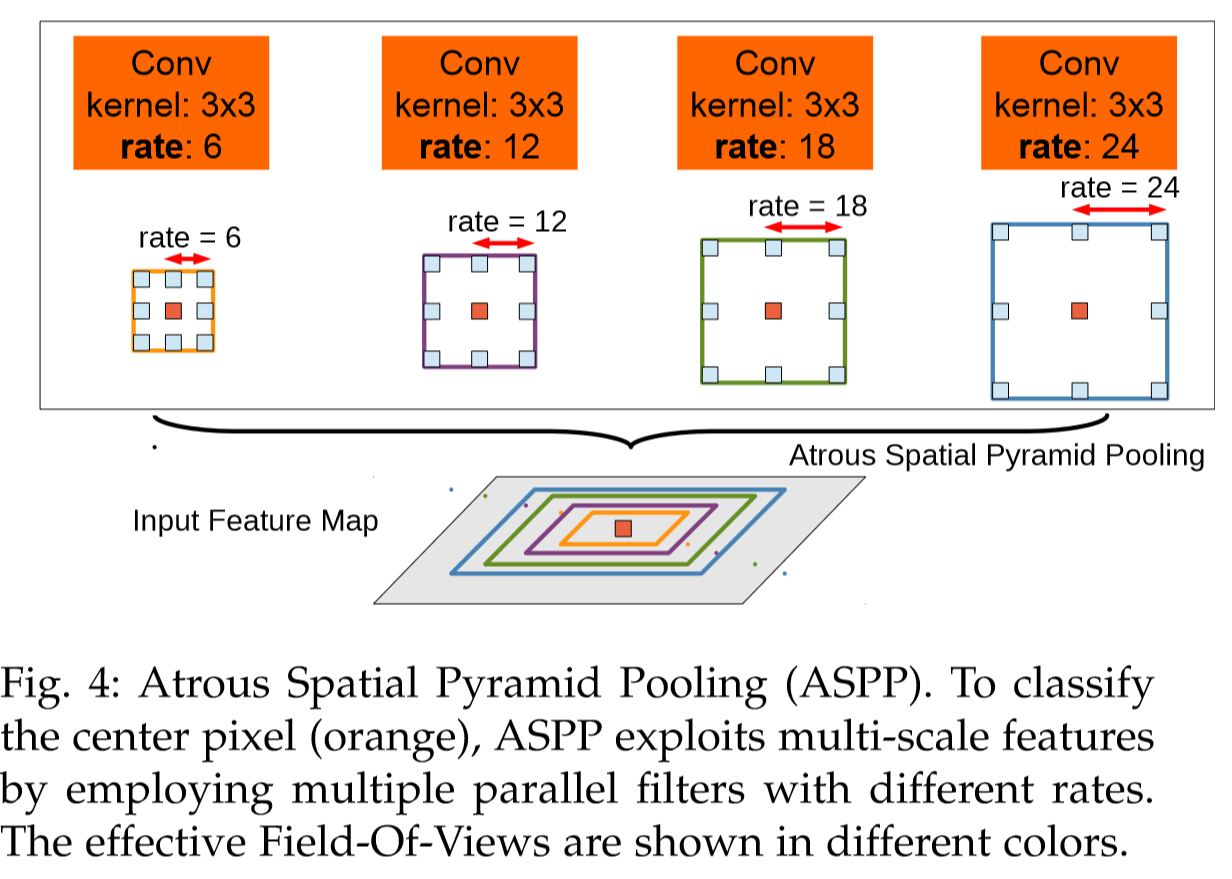 Conv
kernel: 3x3
rate: 6
Conv
kernel: 3x3
rate: 12
Conv
kernel: 3x3
rate: 18
Conv
kernel: 3x3
rate: 24
rate = 6
rate = 12
rate = 18
rate = 24
Atrous Spatial Pyramid Pooling
Input Feature Map
Fig. 4: Atrous Spatial Pyramid Pooling (ASPP). To classify
the center pixel (orange), ASPP exploits multi-scale features
by employing multiple parallel filters with different rates.
The effective Field-Of-Views are shown in different colors.